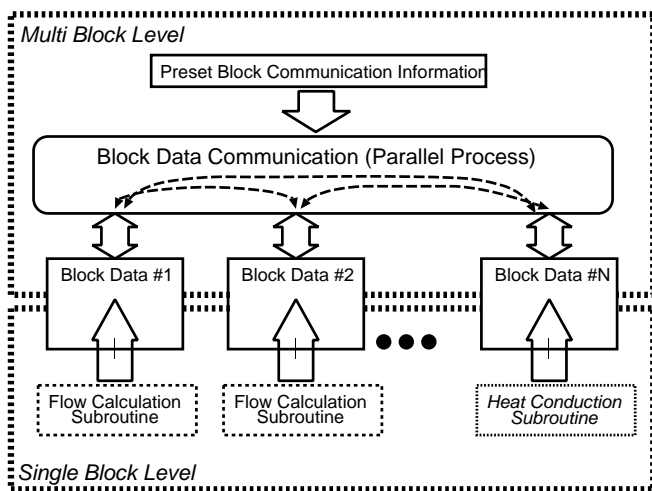 Multi Block Level
Preset Block Communication Information
Block Data Communication (Parallel Process)
Block Data #1
Block Data #2
Block Data #N
Flow Calculation
Subroutine
Flow Calculation
Subroutine
Heat Conduction
Subroutine
Single Block Level